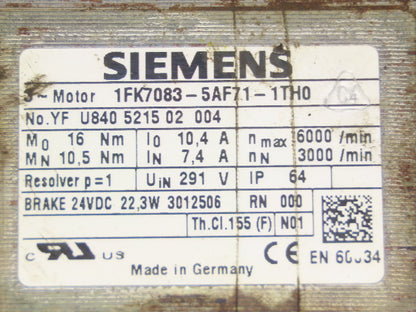 SIEMENS
3~ Motor 1FK7083-5AF71-1TH0
No.YF U840 5215 02 004
M0 16 Nm I0 10,4 A nmax 6000 /min
MN 10,5 Nm IN 7,4 A nN 3000 /min
Resolver p=1 UIN 291 V IP 64
BRAKE 24VDC 22,3W 3012506 RN 000
Th.Cl.155 (F) N01
C RU US CE EN 60034
Made in Germany